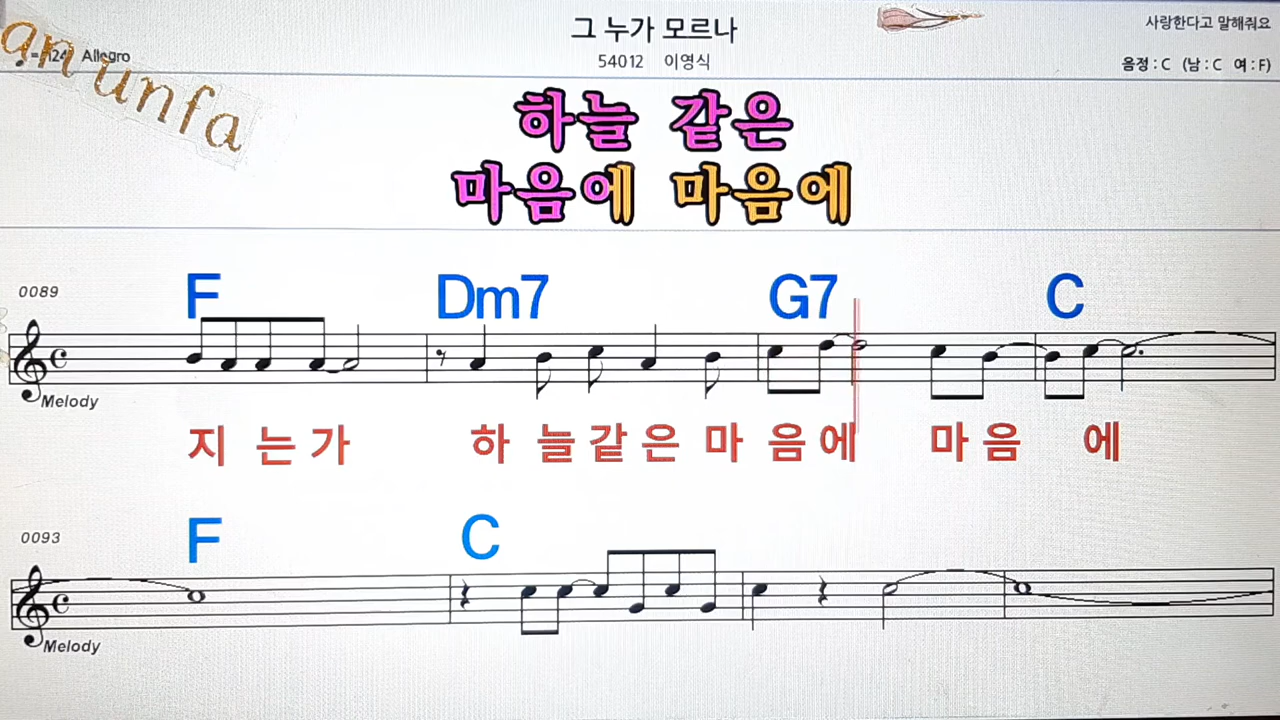 그 누가 모르나
사랑한다고 말해줘요
♩ = 124 Allegro
54012 이영식
음정 : C (남 : C 여 : F)
an unfa
하늘 같은
마음에 마음에
F Dm7 G7 C
0089
Melody
지 는 가 하 늘 같 은 마 음 에 마 음 에
F C
0093
Melody